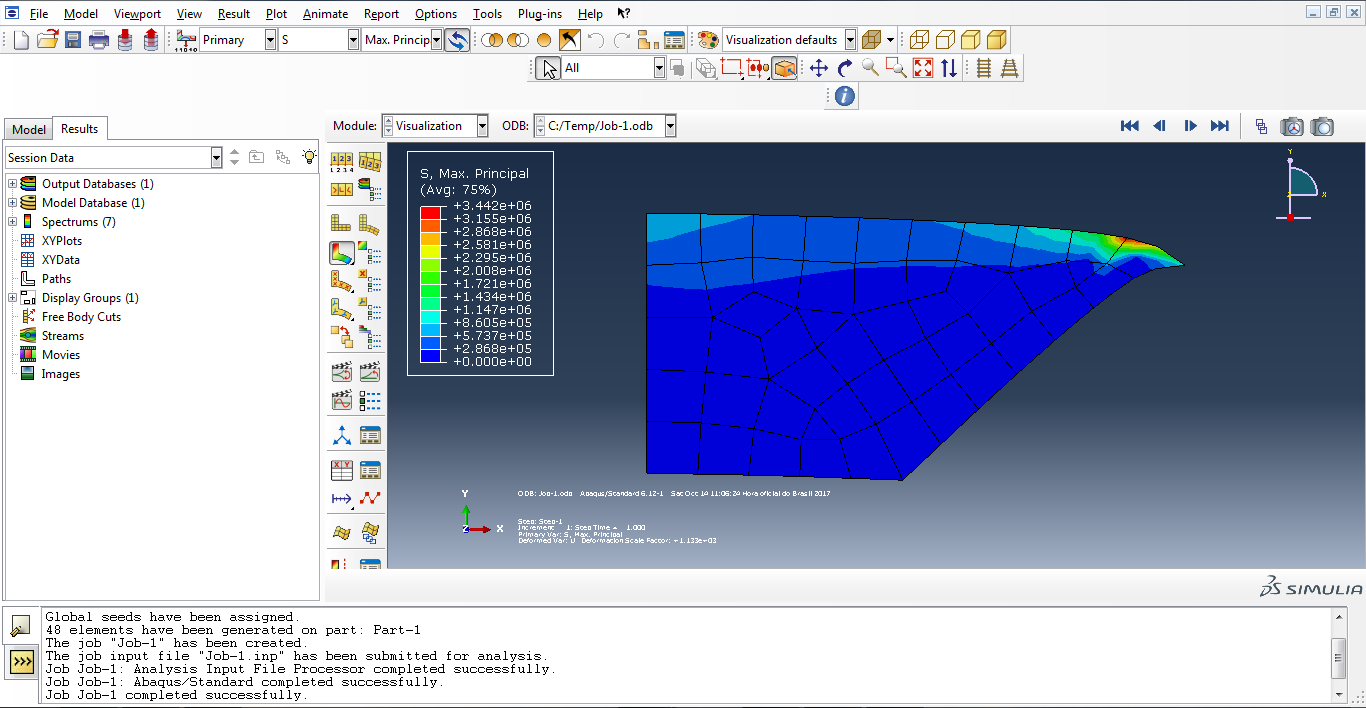 File Model Viewport View Result Plot Animate Report Options Tools Plug-ins Help
Primary S Max. Princip Visualization defaults
All
Model Results Module: Visualization ODB: C:/Temp/Job-1.odb
Session Data
Output Databases (1)
Model Database (1)
Spectrums (7)
XYPlots
XYData
Paths
Display Groups (1)
Free Body Cuts
Streams
Movies
Images
S, Max. Principal
(Avg: 75%)
+3.442e+06
+3.155e+06
+2.868e+06
+2.581e+06
+2.295e+06
+2.008e+06
+1.721e+06
+1.434e+06
+1.147e+06
+8.605e+05
+5.737e+05
+2.868e+05
+0.000e+00
Y
X
Y
Z X
ODB: Job-1.odb Abaqus/Standard 6.12-1 Sat Oct 14 11:06:24 Hora oficial do Brasil 2017
Step: Step-1
Increment 1: Step Time = 1.000
Primary Var: S, Max. Principal
Deformed Var: U Deformation Scale Factor: +1.133e+03
SIMULIA
Global seeds have been assigned.
48 elements have been generated on part: Part-1
The job "Job-1" has been created.
The job input file "Job-1.inp" has been submitted for analysis.
Job Job-1: Analysis Input File Processor completed successfully.
Job Job-1: Abaqus/Standard completed successfully.
Job Job-1 completed successfully.